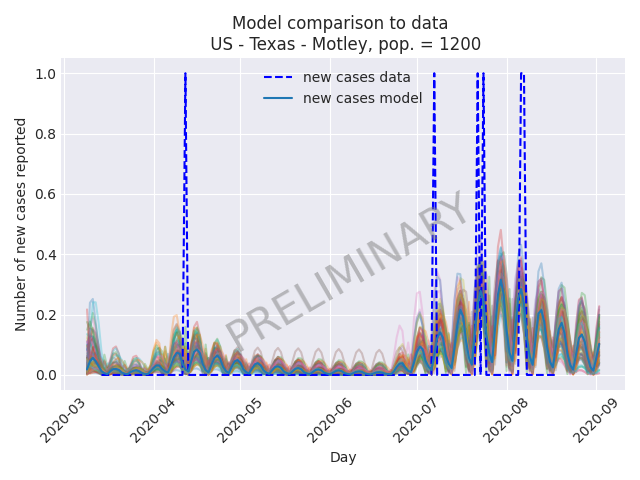 Model comparison to data
US - Texas - Motley, pop. = 1200
new cases data
new cases model
PRELIMINARY
Number of new cases reported
1.0
0.8
0.6
0.4
0.2
0.0
2020-03
2020-04
2020-05
2020-06
2020-07
2020-08
2020-09
Day